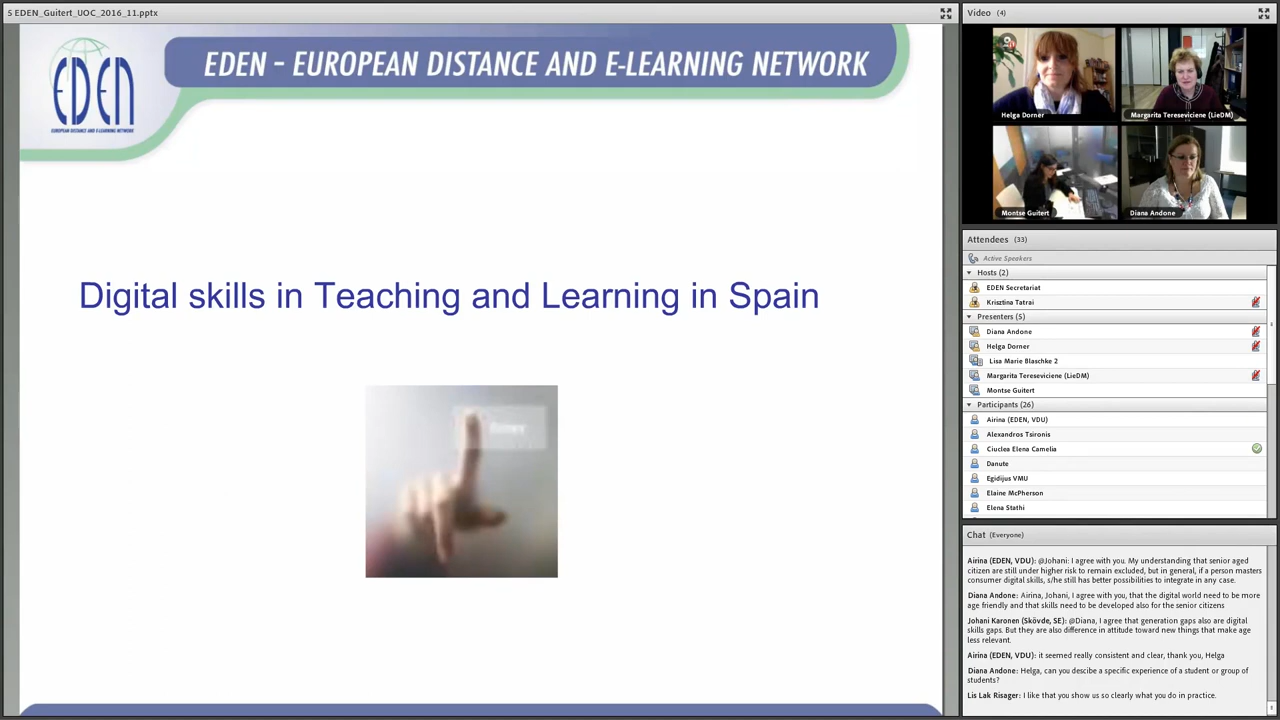 5 EDEN_Guitert_UOC_2016_11.pptx
EDEN - EUROPEAN DISTANCE AND E-LEARNING NETWORK
EDEN
EUROPEAN DISTANCE AND E-LEARNING NETWORK
Digital skills in Teaching and Learning in Spain
Video (4)
Helga Dorner
Margarita Tereseviciene (LieDM)
Montse Guitert
Diana Andone
Attendees (33)
Active Speakers
Hosts (2)
EDEN Secretariat
Krisztina Tatrai
Presenters (5)
Diana Andone
Helga Dorner
Lisa Marie Blaschke 2
Margarita Tereseviciene (LieDM)
Montse Guitert
Participants (26)
Airina (EDEN, VDU)
Alexandros Tsironis
Ciuclea Elena Camelia
Danute
Egidijus VMU
Elaine McPherson
Elena Stathi
Chat (Everyone)
Airina (EDEN, VDU): @Johani: I agree with you. My understanding that senior aged
citizen are still under higher risk to remain excluded, but in general, if a person masters
consumer digital skills, s/he still has better possibilities to integrate in any case.
Diana Andone: Airina, Johani, I agree with you, that the digital world need to be more
age friendly and that skills need to be developed also for the senior citizens
Johani Karonen (Skövde, SE): @Diana, I agree that generation gaps also are digital
skills gaps. But they are also difference in attitude toward new things that make age
less relevant.
Airina (EDEN, VDU): it seemed really consistent and clear, thank you, Helga
Diana Andone: Helga, can you descibe a specific experience of a student or group of
students?
Lis Lak Risager: I like that you show us so clearly what you do in practice.